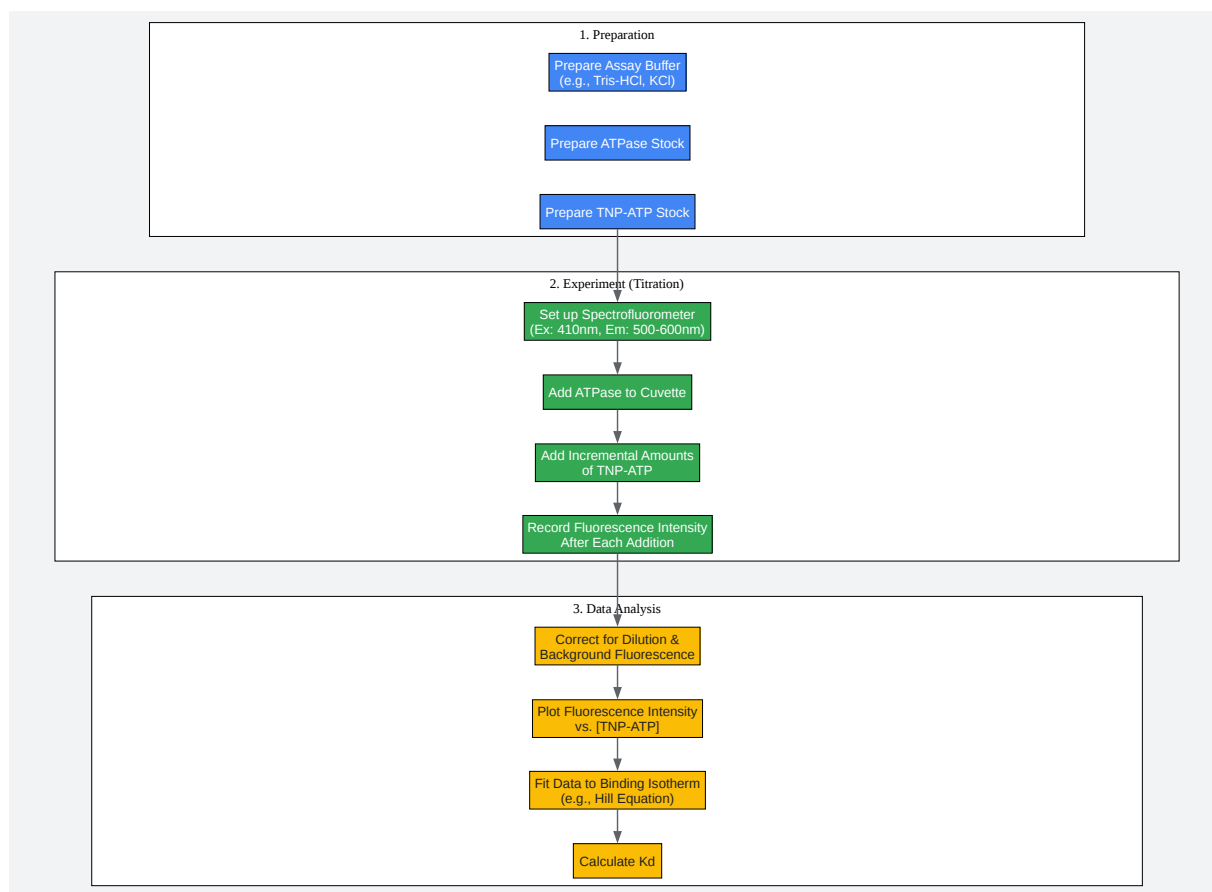 1. Preparation
Prepare Assay Buffer
(e.g., Tris-HCl, KCl)
Prepare ATPase Stock
Prepare TNP-ATP Stock
2. Experiment (Titration)
Set up Spectrofluorometer
(Ex: 410nm, Em: 500-600nm)
Add ATPase to Cuvette
Add Incremental Amounts
of TNP-ATP
Record Fluorescence Intensity
After Each Addition
3. Data Analysis
Correct for Dilution &
Background Fluorescence
Plot Fluorescence Intensity
vs. [TNP-ATP]
Fit Data to Binding Isotherm
(e.g., Hill Equation)
Calculate Kd